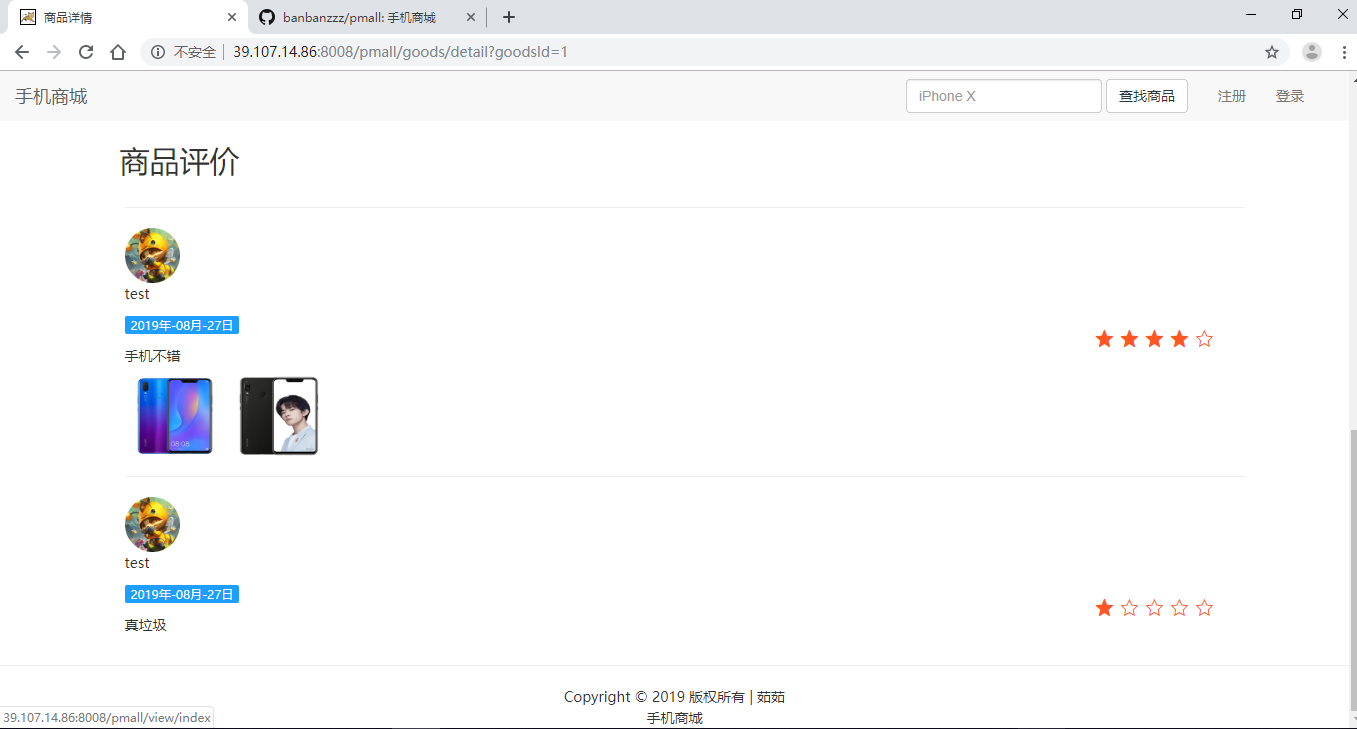 商品详情
banbanzzz/pmall: 手机商城
不安全 39.107.14.86:8008/pmall/goods/detail?goodsId=1
手机商城 iPhone X 查找商品 注册 登录
商品评价
test
2019年-08月-27日
手机不错
08:08
test
2019年-08月-27日
真垃圾
Copyright © 2019 版权所有 | 茹茹
手机商城
39.107.14.86:8008/pmall/view/index